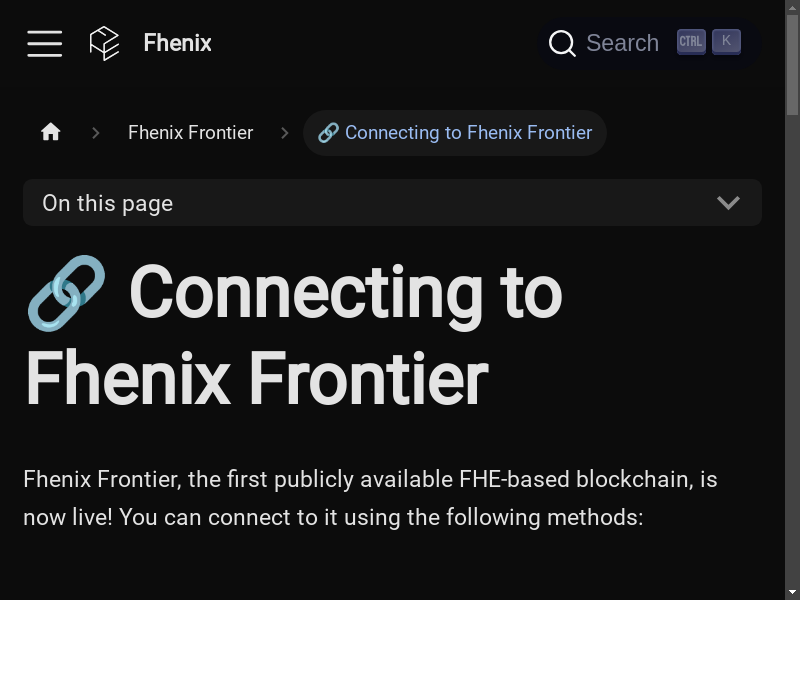 Fhenix
Search CTRL K
Fhenix Frontier
🔗 Connecting to Fhenix Frontier
On this page
🔗 Connecting to
Fhenix Frontier
Fhenix Frontier, the first publicly available FHE-based blockchain, is
now live! You can connect to it using the following methods: